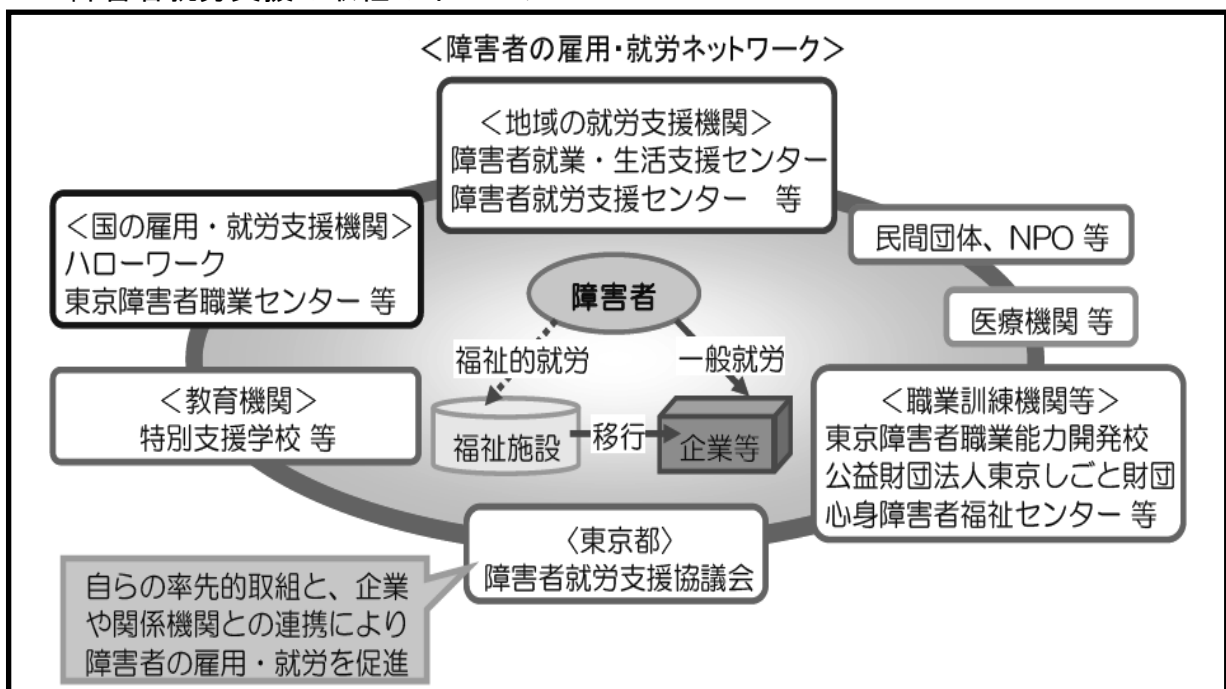 <障害者の雇用・就労ネットワーク>
<地域の就労支援機関>
障害者就業・生活支援センター
障害者就労支援センター 等
<国の雇用・就労支援機関>
ハローワーク
東京障害者職業センター 等
民間団体、NPO 等
医療機関 等
障害者
福祉的就労
一般就労
福祉施設
移行
企業等
<教育機関>
特別支援学校 等
<職業訓練機関等>
東京障害者職業能力開発校
公益財団法人東京しごと財団
心身障害者福祉センター 等
〈東京都〉
障害者就労支援協議会
自らの率先的取組と、企業
や関係機関との連携により
障害者の雇用・就労を促進